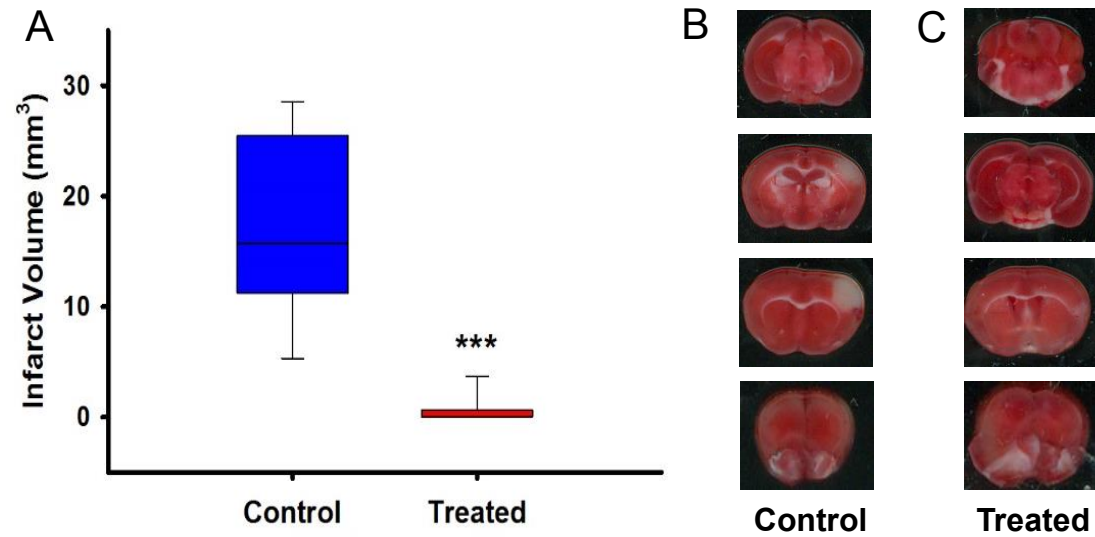 A
B
C
Infarct Volume (mm³)
30
20
10
0
***
Control
Treated
Control
Treated